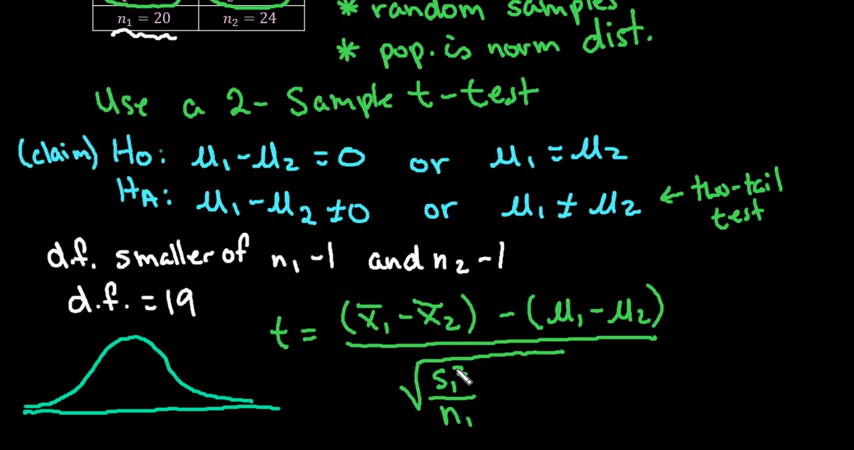 n₁ = 20 n₂ = 24
* random samples
* pop. is norm dist.
Use a 2-Sample t-test
(claim) H₀: μ₁-μ₂ = 0 or μ₁ = μ₂
H_A: μ₁-μ₂ ≠ 0 or μ₁ ≠ μ₂ ← two-tail test
d.f. smaller of n₁-1 and n₂-1
d.f. = 19
t = (x̄₁-x̄₂) - (μ₁-μ₂)
√ s₁²
n₁